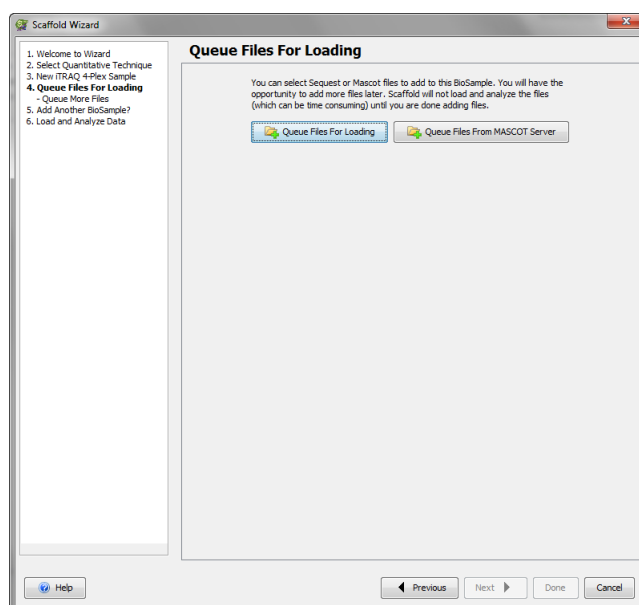 Scaffold Wizard
1. Welcome to Wizard
2. Select Quantitative Technique
3. New iTRAQ 4-Plex Sample
4. Queue Files For Loading
- Queue More Files
5. Add Another BioSample?
6. Load and Analyze Data
Queue Files For Loading
You can select Sequest or Mascot files to add to this BioSample. You will have the
opportunity to add more files later. Scaffold will not load and analyze the files
(which can be time consuming) until you are done adding files.
Queue Files For Loading
Queue Files From MASCOT Server
Help
Previous
Next
Done
Cancel